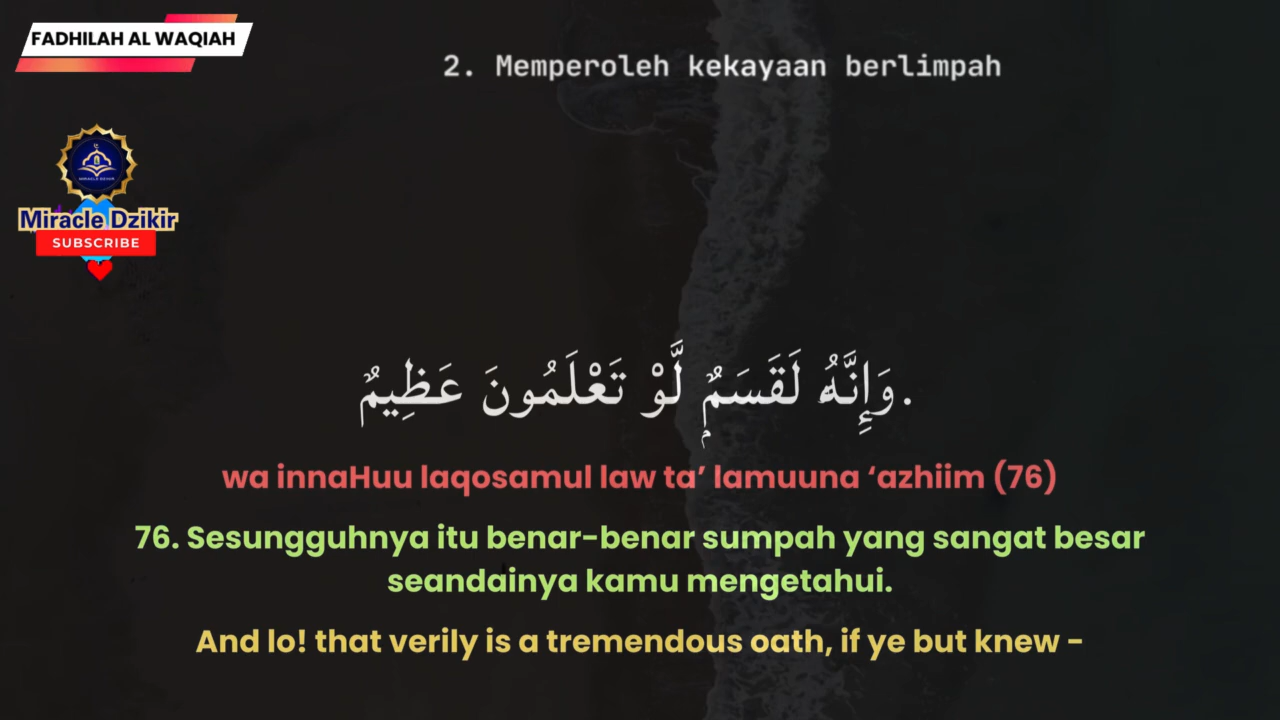 FADHILAH AL WAQIAH
2. Memperoleh kekayaan berlimpah
Miracle Dzikir
SUBSCRIBE
وَإِنَّهُۥ لَقَسَمٌۭ لَّوْ تَعْلَمُونَ عَظِيمٌ.
wa innaHuu laqosamul law ta’ lamuuna ‘azhiim (76)
76. Sesungguhnya itu benar-benar sumpah yang sangat besar
seandainya kamu mengetahui.
And lo! that verily is a tremendous oath, if ye but knew -